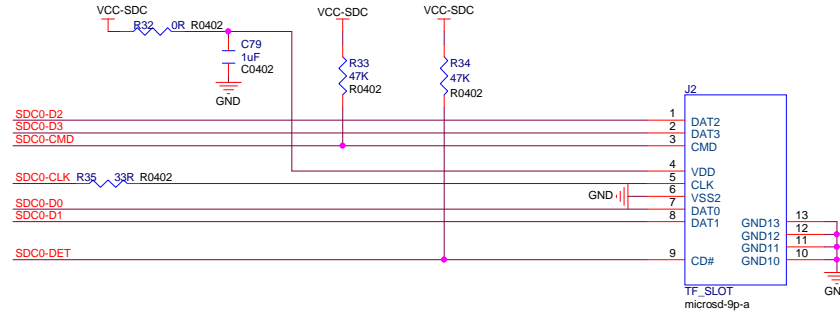 VCC-SDC
VCC-SDC
VCC-SDC
R32 0R R0402
C79
1uF
C0402
GND
R33
47K
R0402
R34
47K
R0402
J2
SDC0-D2 1 DAT2
SDC0-D3 2 DAT3
SDC0-CMD 3 CMD
4 VDD
SDC0-CLK R35 33R R0402 5 CLK
GND 6 VSS2
SDC0-D0 7 DAT0
SDC0-D1 8 DAT1
GND13 13
GND12 12
GND11 11
GND10 10
SDC0-DET 9 CD#
GN
TF_SLOT
microsd-9p-a